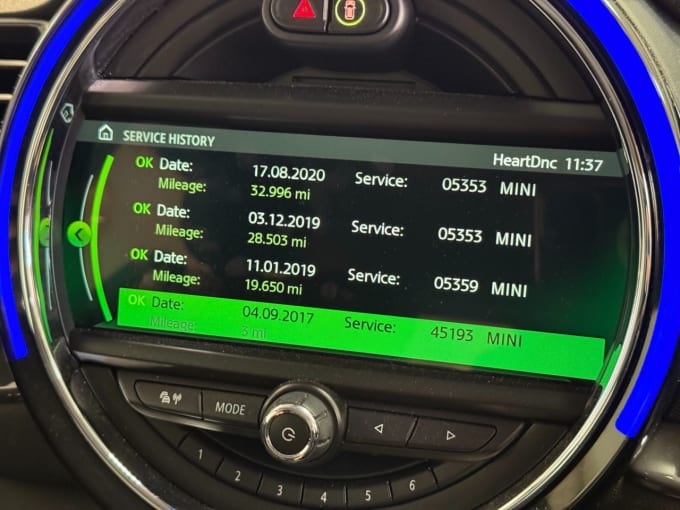 SERVICE HISTORY HeartDnc 11:37
OK Date: 17.08.2020 Service: 05353 MINI
Mileage: 32.996 mi
OK Date: 03.12.2019 Service: 05353 MINI
Mileage: 28.503 mi
OK Date: 11.01.2019 Service: 05359 MINI
Mileage: 19.650 mi
OK Date: 04.09.2017 Service: 45193 MINI
Mileage: 3 mi
MODE
1 2 3 4 5 6